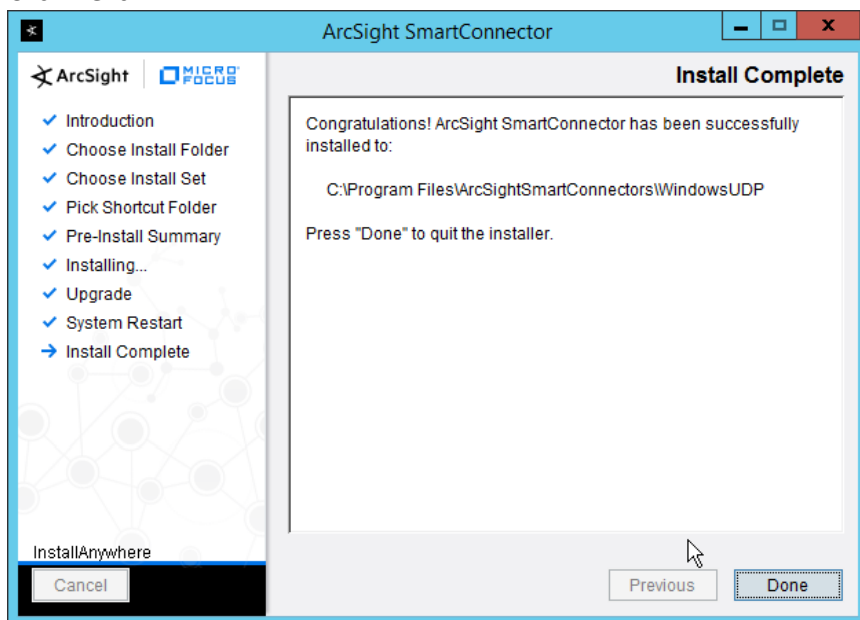 ArcSight SmartConnector
ArcSight
MICRO
FOCUS
Install Complete
Introduction
Choose Install Folder
Choose Install Set
Pick Shortcut Folder
Pre-Install Summary
Installing...
Upgrade
System Restart
Install Complete
Congratulations! ArcSight SmartConnector has been successfully
installed to:
C:\Program Files\ArcSightSmartConnectors\WindowsUDP
Press "Done" to quit the installer.
InstallAnywhere
Cancel
Previous
Done